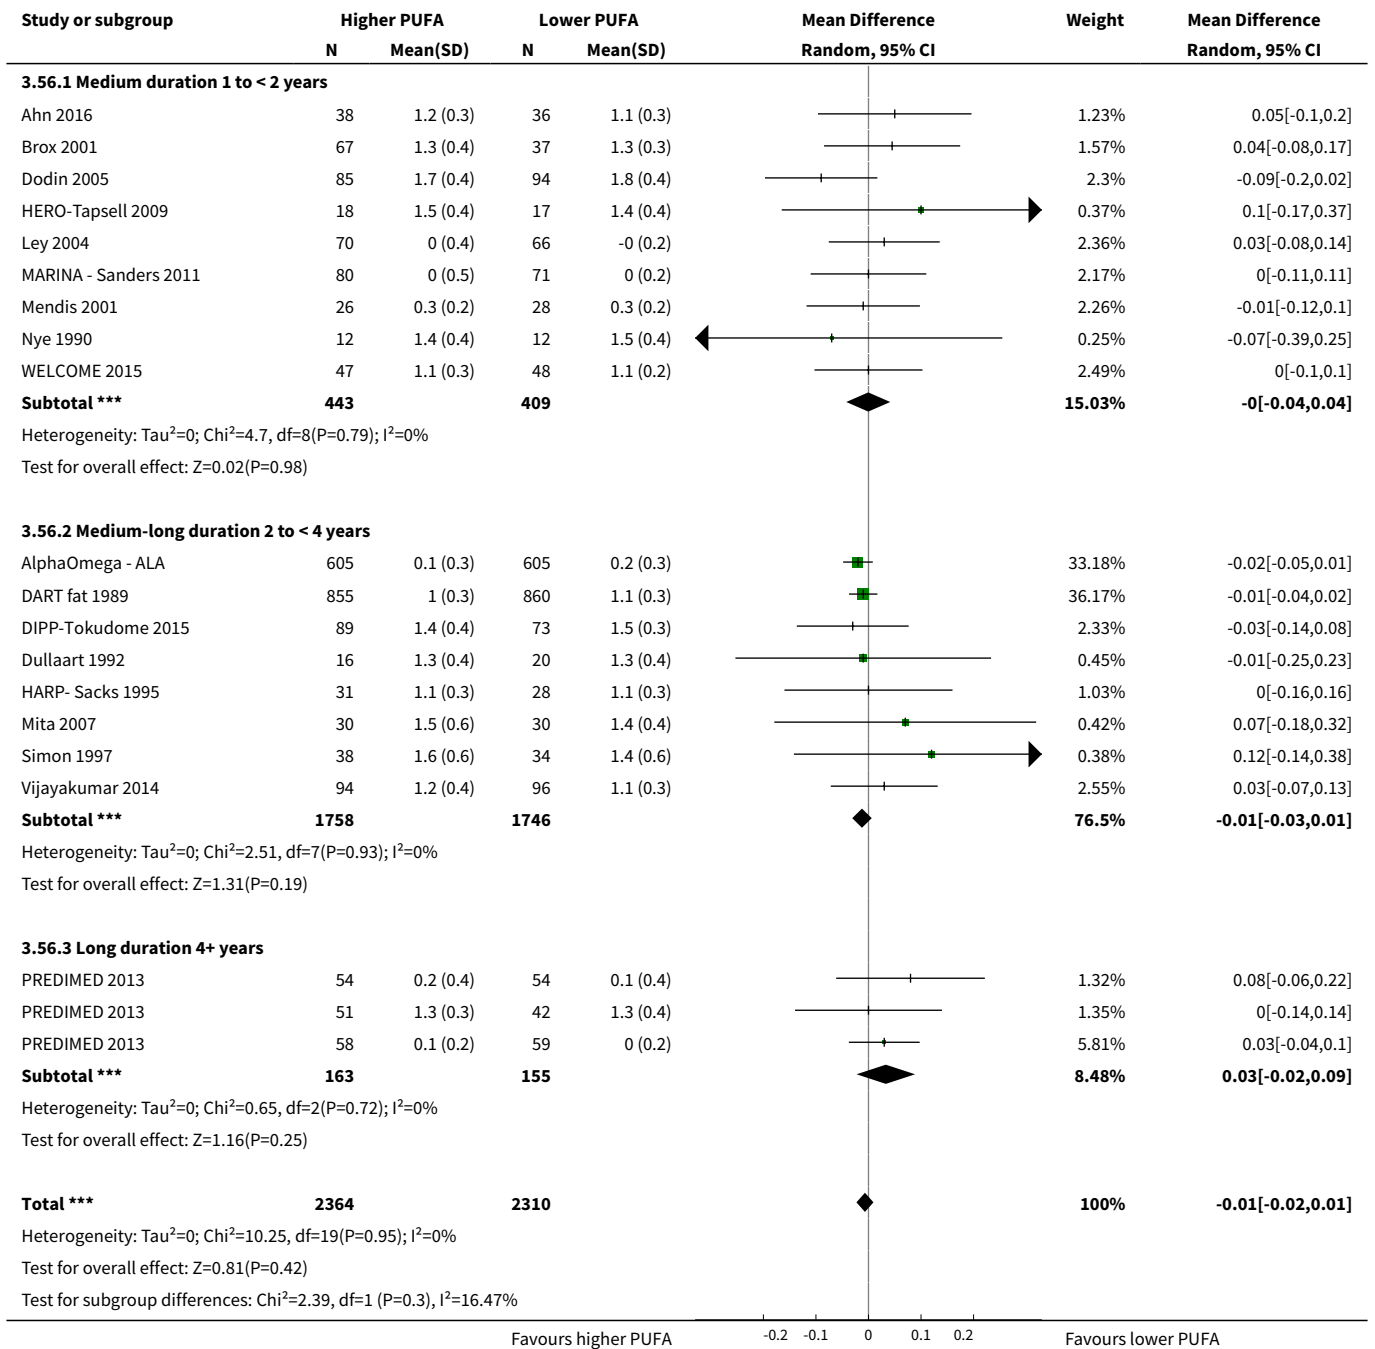 Study or subgroup Higher PUFA Lower PUFA Mean Difference Weight Mean Difference
N Mean(SD) N Mean(SD) Random, 95% CI Random, 95% CI
3.56.1 Medium duration 1 to < 2 years
Ahn 2016 38 1.2 (0.3) 36 1.1 (0.3) 1.23% 0.05[-0.1,0.2]
Brox 2001 67 1.3 (0.4) 37 1.3 (0.3) 1.57% 0.04[-0.08,0.17]
Dodin 2005 85 1.7 (0.4) 94 1.8 (0.4) 2.3% -0.09[-0.2,0.02]
HERO-Tapsell 2009 18 1.5 (0.4) 17 1.4 (0.4) 0.37% 0.1[-0.17,0.37]
Ley 2004 70 0 (0.4) 66 -0 (0.2) 2.36% 0.03[-0.08,0.14]
MARINA - Sanders 2011 80 0 (0.5) 71 0 (0.2) 2.17% 0[-0.11,0.11]
Mendis 2001 26 0.3 (0.2) 28 0.3 (0.2) 2.26% -0.01[-0.12,0.1]
Nye 1990 12 1.4 (0.4) 12 1.5 (0.4) 0.25% -0.07[-0.39,0.25]
WELCOME 2015 47 1.1 (0.3) 48 1.1 (0.2) 2.49% 0[-0.1,0.1]
Subtotal *** 443 409 15.03% -0[-0.04,0.04]
Heterogeneity: Tau²=0; Chi²=4.7, df=8(P=0.79); I²=0%
Test for overall effect: Z=0.02(P=0.98)
3.56.2 Medium-long duration 2 to < 4 years
AlphaOmega - ALA 605 0.1 (0.3) 605 0.2 (0.3) 33.18% -0.02[-0.05,0.01]
DART fat 1989 855 1 (0.3) 860 1.1 (0.3) 36.17% -0.01[-0.04,0.02]
DIPP-Tokudome 2015 89 1.4 (0.4) 73 1.5 (0.3) 2.33% -0.03[-0.14,0.08]
Dullaart 1992 16 1.3 (0.4) 20 1.3 (0.4) 0.45% -0.01[-0.25,0.23]
HARP- Sacks 1995 31 1.1 (0.3) 28 1.1 (0.3) 1.03% 0[-0.16,0.16]
Mita 2007 30 1.5 (0.6) 30 1.4 (0.4) 0.42% 0.07[-0.18,0.32]
Simon 1997 38 1.6 (0.6) 34 1.4 (0.6) 0.38% 0.12[-0.14,0.38]
Vijayakumar 2014 94 1.2 (0.4) 96 1.1 (0.3) 2.55% 0.03[-0.07,0.13]
Subtotal *** 1758 1746 76.5% -0.01[-0.03,0.01]
Heterogeneity: Tau²=0; Chi²=2.51, df=7(P=0.93); I²=0%
Test for overall effect: Z=1.31(P=0.19)
3.56.3 Long duration 4+ years
PREDIMED 2013 54 0.2 (0.4) 54 0.1 (0.4) 1.32% 0.08[-0.06,0.22]
PREDIMED 2013 51 1.3 (0.3) 42 1.3 (0.4) 1.35% 0[-0.14,0.14]
PREDIMED 2013 58 0.1 (0.2) 59 0 (0.2) 5.81% 0.03[-0.04,0.1]
Subtotal *** 163 155 8.48% 0.03[-0.02,0.09]
Heterogeneity: Tau²=0; Chi²=0.65, df=2(P=0.72); I²=0%
Test for overall effect: Z=1.16(P=0.25)
Total *** 2364 2310 100% -0.01[-0.02,0.01]
Heterogeneity: Tau²=0; Chi²=10.25, df=19(P=0.95); I²=0%
Test for overall effect: Z=0.81(P=0.42)
Test for subgroup differences: Chi²=2.39, df=1 (P=0.3), I²=16.47%
Favours higher PUFA -0.2 -0.1 0 0.1 0.2 Favours lower PUFA